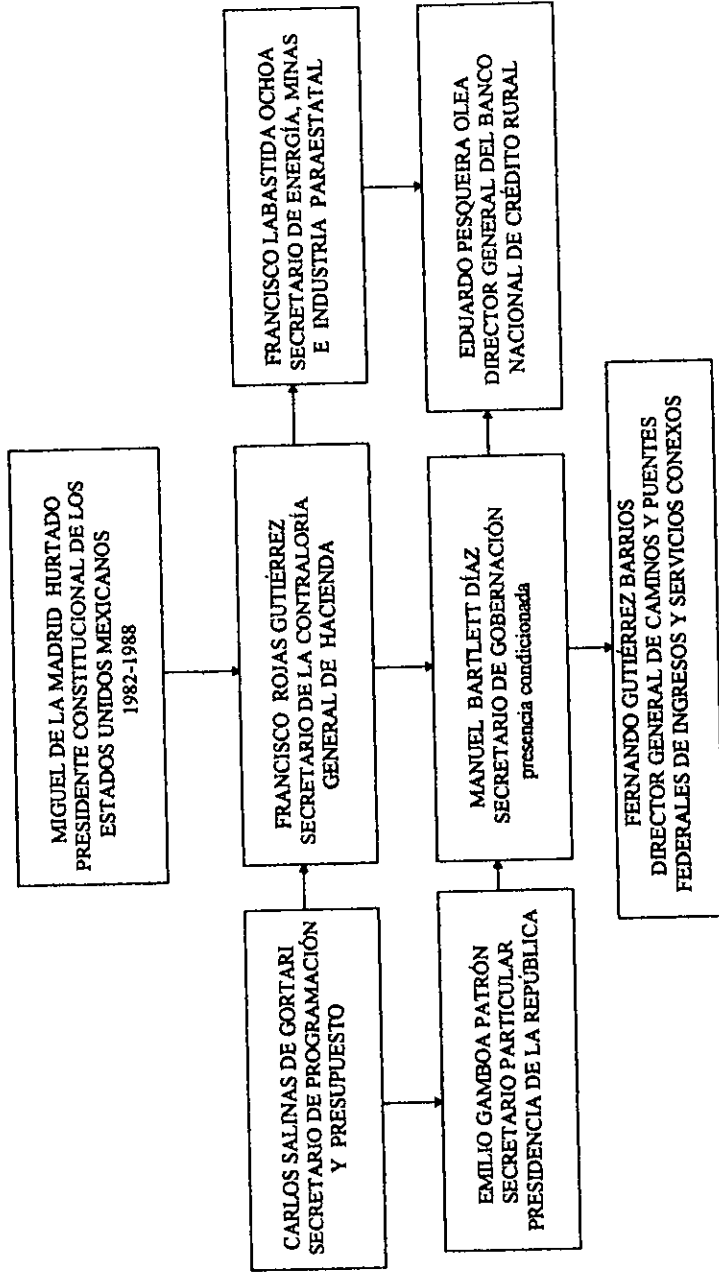 MIGUEL DE LA MADRID HURTADO
PRESIDENTE CONSTITUCIONAL DE LOS
ESTADOS UNIDOS MEXICANOS
1982-1988
CARLOS SALINAS DE GORTARI
SECRETARIO DE PROGRAMACIÓN
Y PRESUPUESTO
FRANCISCO ROJAS GUTIÉRREZ
SECRETARIO DE LA CONTRALORÍA
GENERAL DE HACIENDA
FRANCISCO LABASTIDA OCHOA
SECRETARIO DE ENERGÍA, MINAS
E INDUSTRIA PARAESTATAL
EMILIO GAMBOA PATRÓN
SECRETARIO PARTICULAR
PRESIDENCIA DE LA REPÚBLICA
MANUEL BARTLETT DÍAZ
SECRETARIO DE GOBERNACIÓN
presencia condicionada
EDUARDO PESQUEIRA OLEA
DIRECTOR GENERAL DEL BANCO
NACIONAL DE CRÉDITO RURAL
FERNANDO GUTIÉRREZ BARRIOS
DIRECTOR GENERAL DE CAMINOS Y PUENTES
FEDERALES DE INGRESOS Y SERVICIOS CONEXOS